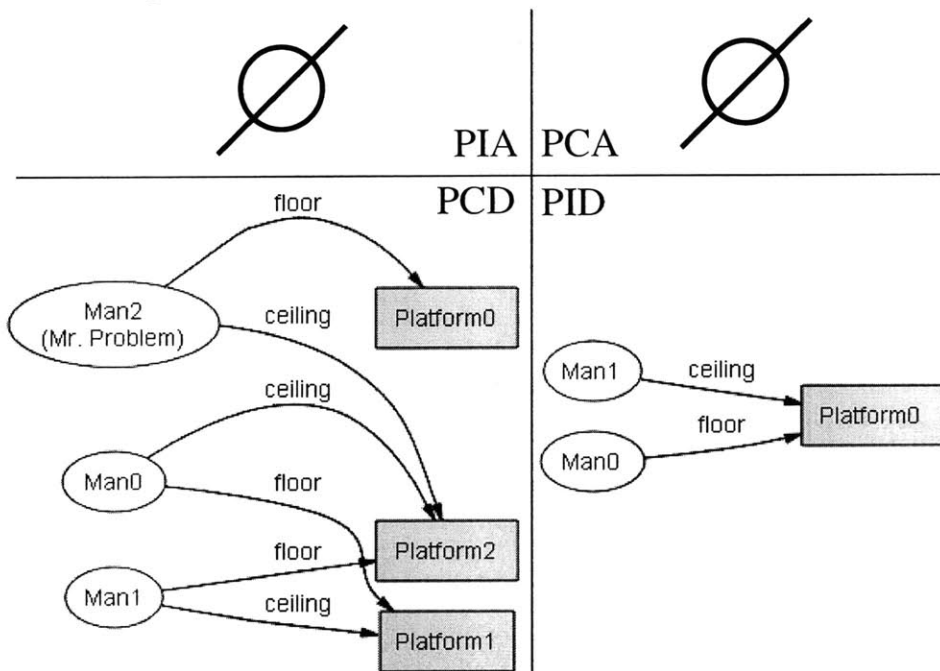 PIA
PCA
PCD
PID
floor
Platform0
Man2
(Mr. Problem)
ceiling
ceiling
Man0
floor
Platform2
floor
Man1
ceiling
Platform1
Man1
ceiling
Platform0
floor
Man0